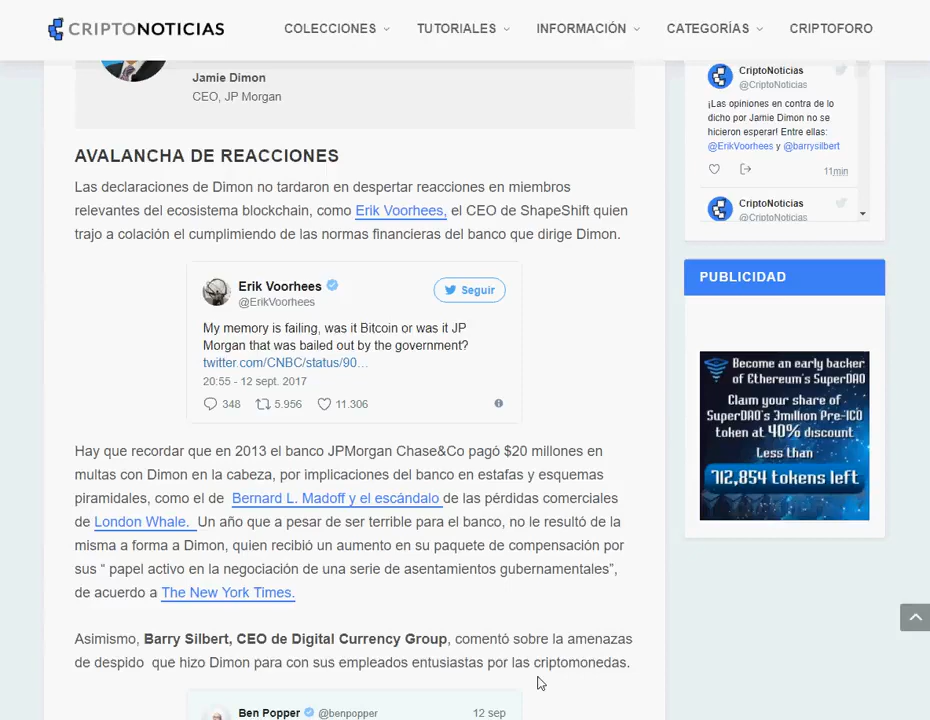 CRIPTONOTICIAS
COLECCIONES
TUTORIALES
INFORMACIÓN
CATEGORÍAS
CRIPTOFORO
Jamie Dimon
CEO, JP Morgan
AVALANCHA DE REACCIONES
Las declaraciones de Dimon no tardaron en despertar reacciones en miembros
relevantes del ecosistema blockchain, como Erik Voorhees, el CEO de ShapeShift quien
trajo a colación el cumplimiendo de las normas financieras del banco que dirige Dimon.
Erik Voorhees
@ErikVoorhees
Seguir
My memory is failing, was it Bitcoin or was it JP
Morgan that was bailed out by the government?
twitter.com/CNBC/status/90…
20:55 - 12 sept. 2017
348 5.956 11.306
Hay que recordar que en 2013 el banco JPMorgan Chase&Co pagó $20 millones en
multas con Dimon en la cabeza, por implicaciones del banco en estafas y esquemas
piramidales, como el de Bernard L. Madoff y el escándalo de las pérdidas comerciales
de London Whale. Un año que a pesar de ser terrible para el banco, no le resultó de la
misma a forma a Dimon, quien recibió un aumento en su paquete de compensación por
sus “ papel activo en la negociación de una serie de asentamientos gubernamentales”,
de acuerdo a The New York Times.
Asimismo, Barry Silbert, CEO de Digital Currency Group, comentó sobre la amenazas
de despido que hizo Dimon para con sus empleados entusiastas por las criptomonedas.
Ben Popper @benpopper 12 sep
CriptoNoticias
@CriptoNoticias
¡Las opiniones en contra de lo
dicho por Jamie Dimon no se
hicieron esperar! Entre ellas:
@ErikVoorhees y @barrysilbert
11min
CriptoNoticias
@CriptoNoticias
PUBLICIDAD
Become an early backer
of Ethereum's SuperDAO
Claim your share of
SuperDAO's 3million Pre-ICO
token at 40% discount
Less than
712,854 tokens left